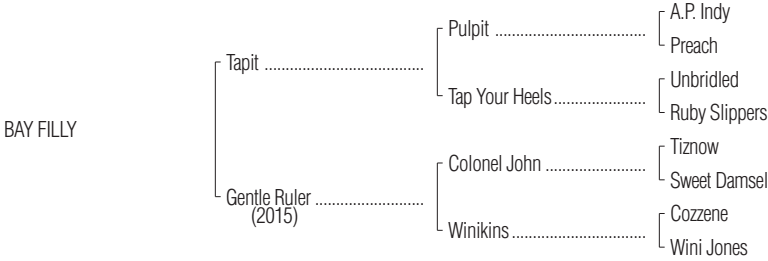 A.P. Indy
Pulpit ......................................
Preach
Tapit ........................................
Unbridled
Tap Your Heels .......................
Ruby Slippers
BAY FILLY
Tiznow
Colonel John .........................
Sweet Damsel
Gentle Ruler ...........................
(2015)
Cozzene
Winikins .................................
Wini Jones